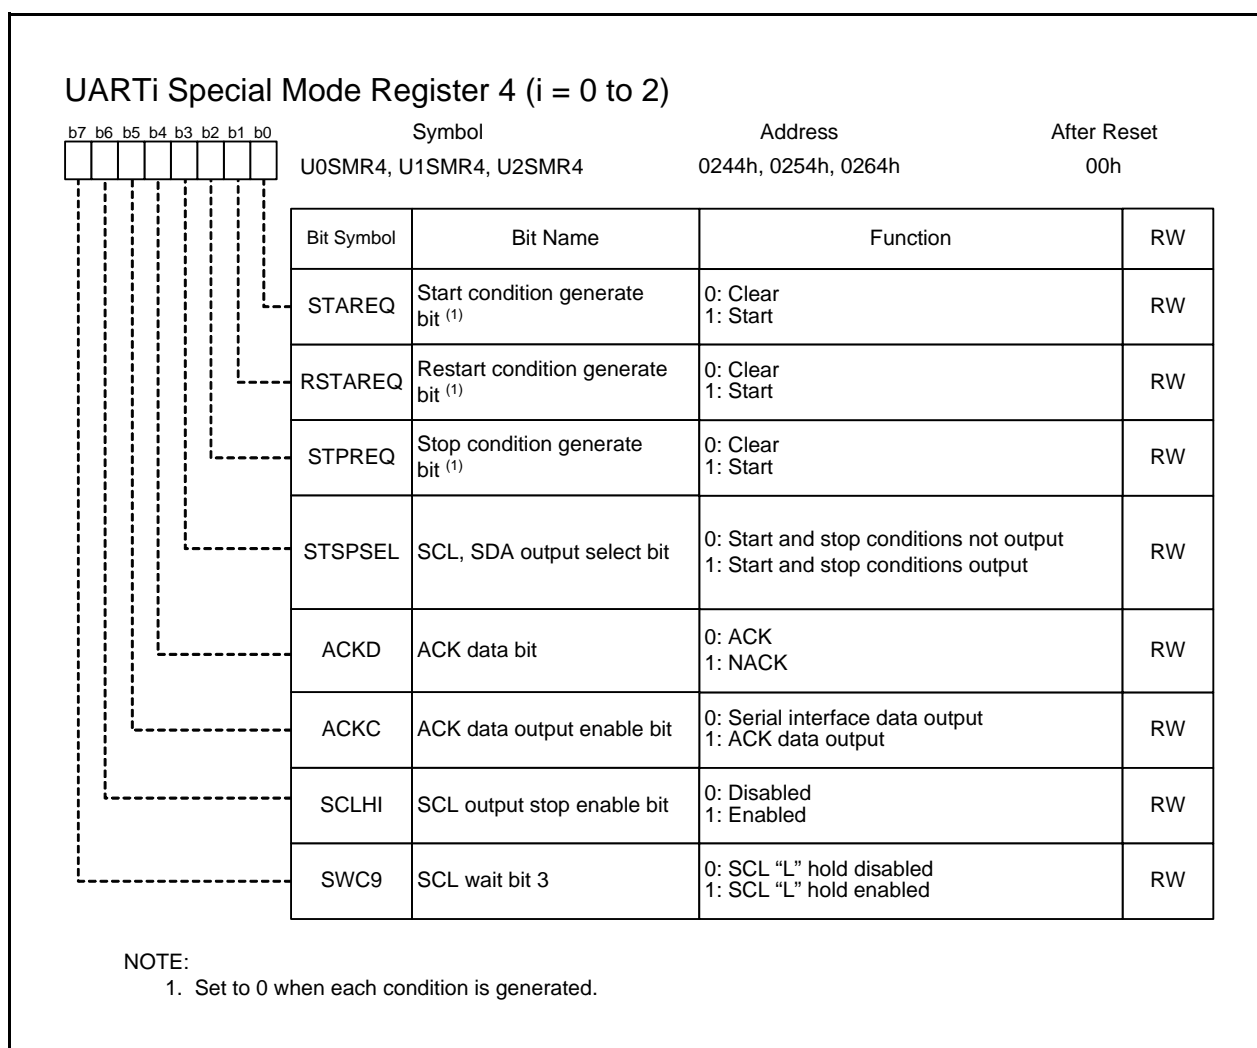 UARTi Special Mode Register 4 (i = 0 to 2)
b7 b6 b5 b4 b3 b2 b1 b0
Symbol Address After Reset
U0SMR4, U1SMR4, U2SMR4 0244h, 0254h, 0264h 00h
Bit Symbol Bit Name Function RW
STAREQ Start condition generate bit (1) 0: Clear 1: Start RW
RSTAREQ Restart condition generate bit (1) 0: Clear 1: Start RW
STPREQ Stop condition generate bit (1) 0: Clear 1: Start RW
STSPSEL SCL, SDA output select bit 0: Start and stop conditions not output 1: Start and stop conditions output RW
ACKD ACK data bit 0: ACK 1: NACK RW
ACKC ACK data output enable bit 0: Serial interface data output 1: ACK data output RW
SCLHI SCL output stop enable bit 0: Disabled 1: Enabled RW
SWC9 SCL wait bit 3 0: SCL “L” hold disabled 1: SCL “L” hold enabled RW
NOTE:
1. Set to 0 when each condition is generated.